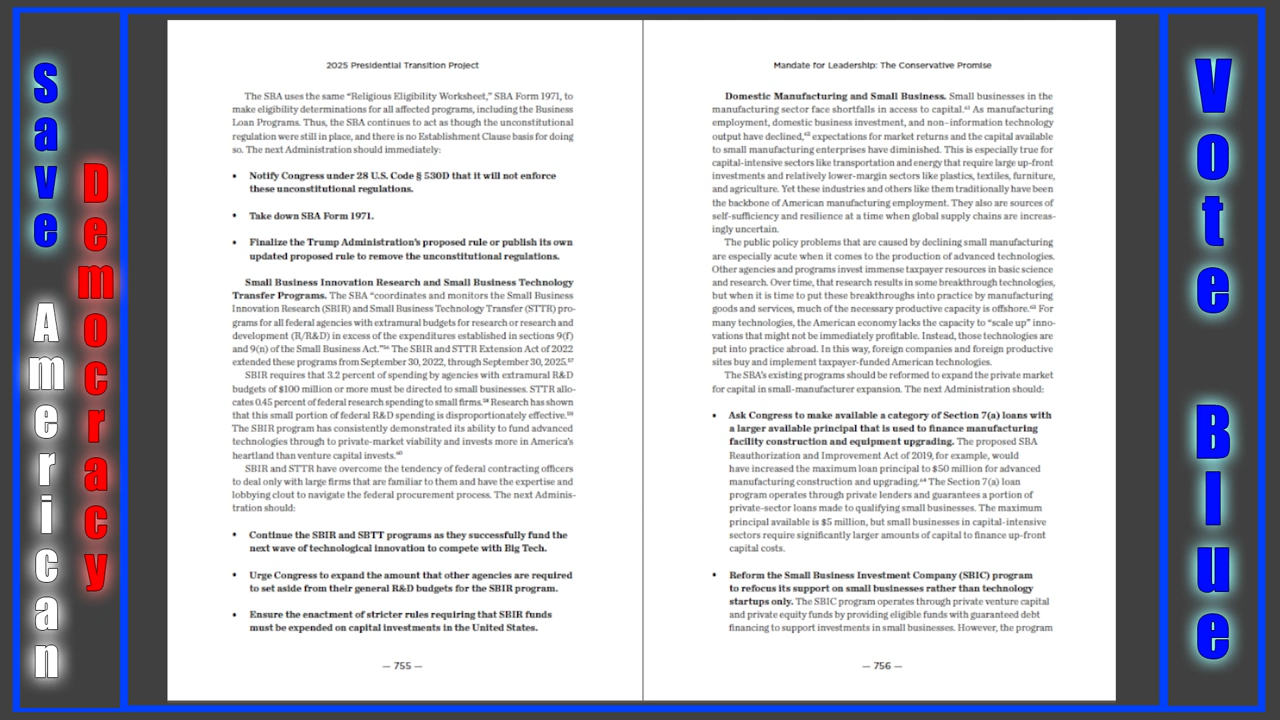 Save
American
Democracy
2025 Presidential Transition Project
The SBA uses the same “Religious Eligibility Worksheet,” SBA Form 1971, to
make eligibility determinations for all affected programs, including the Business
Loan Programs. Thus, the SBA continues to act as though the unconstitutional
regulation were still in place, and there is no Establishment Clause basis for doing
so. The next Administration should immediately:
• Notify Congress under 28 U.S. Code § 530D that it will not enforce
these unconstitutional regulations.
• Take down SBA Form 1971.
• Finalize the Trump Administration’s proposed rule or publish its own
updated proposed rule to remove the unconstitutional regulations.
Small Business Innovation Research and Small Business Technology
Transfer Programs. The SBA “coordinates and monitors the Small Business
Innovation Research (SBIR) and Small Business Technology Transfer (STTR) pro-
grams for all federal agencies with extramural budgets for research or research and
development (R/R&D) in excess of the expenditures established in sections 9(f)
and 9(n) of the Small Business Act.”⁵⁶ The SBIR and STTR Extension Act of 2022
extended these programs from September 30, 2022, through September 30, 2025.⁵⁷
SBIR requires that 3.2 percent of spending by agencies with extramural R&D
budgets of $100 million or more must be directed to small businesses. STTR allo-
cates 0.45 percent of federal research spending to small firms.⁵⁸ Research has shown
that this small portion of federal R&D spending is disproportionately effective.⁵⁹
The SBIR program has consistently demonstrated its ability to fund advanced
technologies through to private-market viability and invests more in America’s
heartland than venture capital invests.⁶⁰
SBIR and STTR have overcome the tendency of federal contracting officers
to deal only with large firms that are familiar to them and have the expertise and
lobbying clout to navigate the federal procurement process. The next Adminis-
tration should:
• Continue the SBIR and SBTT programs as they successfully fund the
next wave of technological innovation to compete with Big Tech.
• Urge Congress to expand the amount that other agencies are required
to set aside from their general R&D budgets for the SBIR program.
• Ensure the enactment of stricter rules requiring that SBIR funds
must be expended on capital investments in the United States.
— 755 —
Mandate for Leadership: The Conservative Promise
Domestic Manufacturing and Small Business. Small businesses in the
manufacturing sector face shortfalls in access to capital.⁶¹ As manufacturing
employment, domestic business investment, and non–information technology
output have declined,⁶² expectations for market returns and the capital available
to small manufacturing enterprises have diminished. This is especially true for
capital-intensive sectors like transportation and energy that require large up-front
investments and relatively lower-margin sectors like plastics, textiles, furniture,
and agriculture. Yet these industries and others like them traditionally have been
the backbone of American manufacturing employment. They also are sources of
self-sufficiency and resilience at a time when global supply chains are increas-
ingly uncertain.
The public policy problems that are caused by declining small manufacturing
are especially acute when it comes to the production of advanced technologies.
Other agencies and programs invest immense taxpayer resources in basic science
and research. Over time, that research results in some breakthrough technologies,
but when it is time to put these breakthroughs into practice by manufacturing
goods and services, much of the necessary productive capacity is offshore.⁶³ For
many technologies, the American economy lacks the capacity to “scale up” inno-
vations that might not be immediately profitable. Instead, those technologies are
put into practice abroad. In this way, foreign companies and foreign productive
sites buy and implement taxpayer-funded American technologies.
The SBA’s existing programs should be reformed to expand the private market
for capital in small-manufacturer expansion. The next Administration should:
• Ask Congress to make available a category of Section 7(a) loans with
a larger available principal that is used to finance manufacturing
facility construction and equipment upgrading. The proposed SBA
Reauthorization and Improvement Act of 2019, for example, would
have increased the maximum loan principal to $50 million for advanced
manufacturing construction and upgrading.⁶⁴ The Section 7(a) loan
program operates through private lenders and guarantees a portion of
private-sector loans made to qualifying small businesses. The maximum
principal available is $5 million, but small businesses in capital-intensive
sectors require significantly larger amounts of capital to finance up-front
capital costs.
• Reform the Small Business Investment Company (SBIC) program
to refocus its support on small businesses rather than technology
startups only. The SBIC program operates through private venture capital
and private equity funds by providing eligible funds with guaranteed debt
financing to support investments in small businesses. However, the program
— 756 —
Vote
Blue